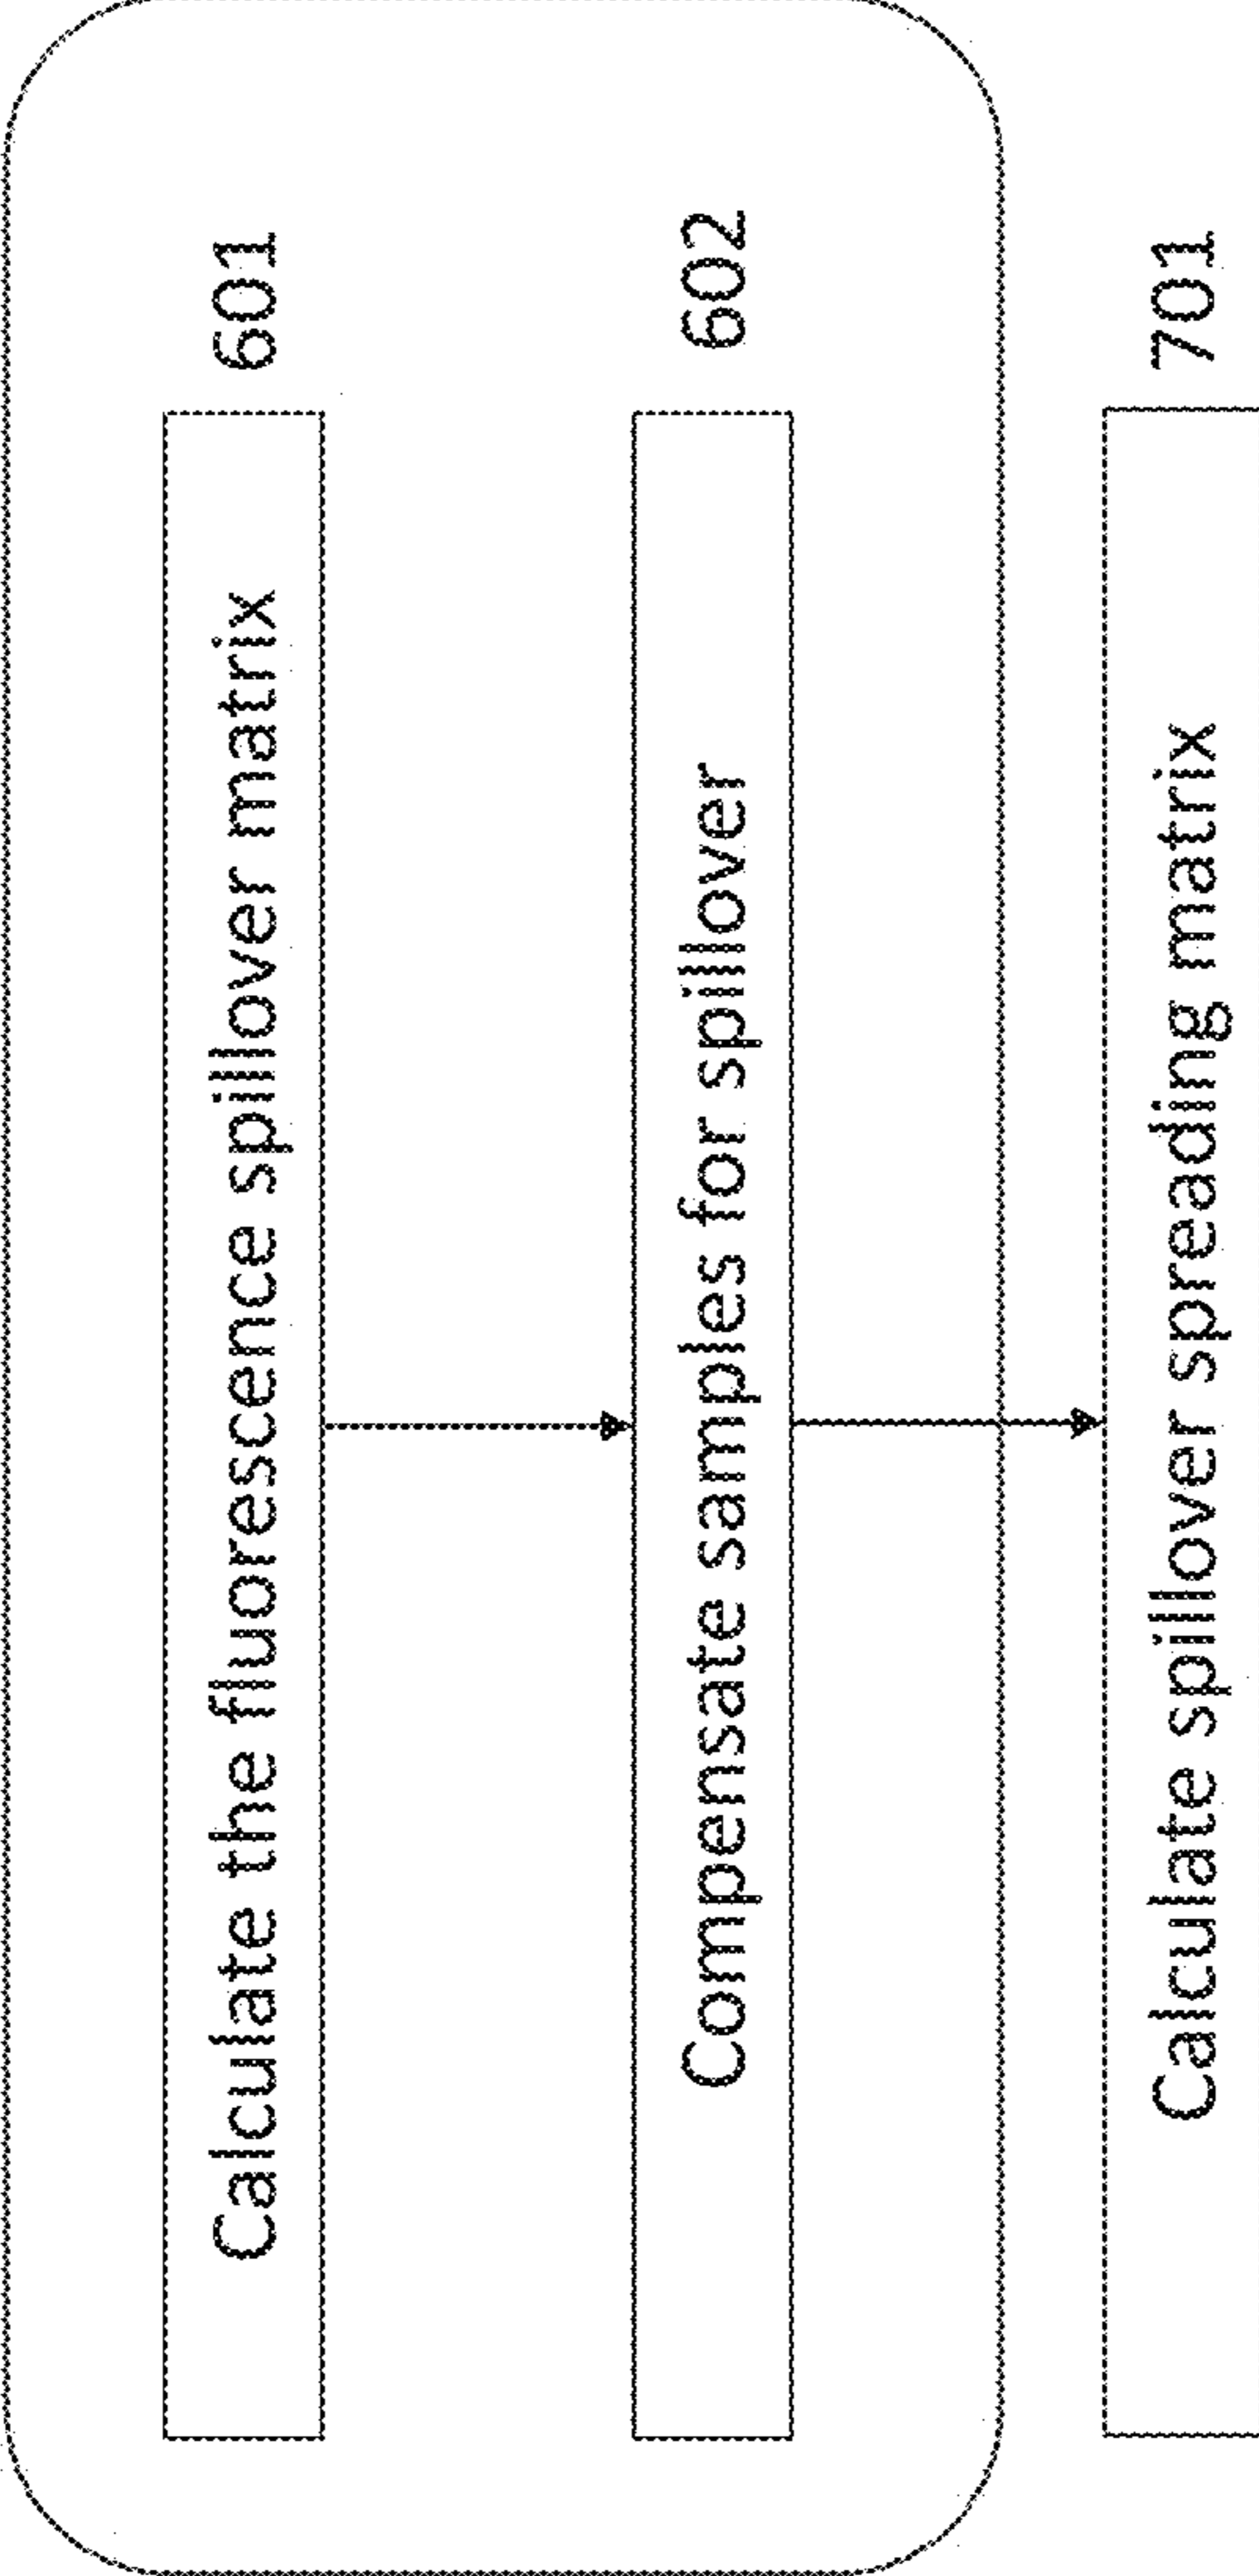 Calculate the fluorescence spillover matrix 601
Compensate samples for spillover 602
Calculate spillover spreading matrix 701